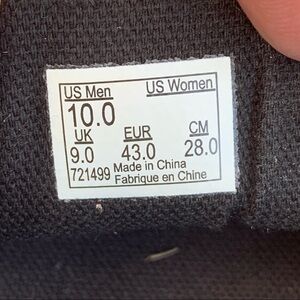 US Men US Women
10.0
UK EUR CM
9.0 43.0 28.0
721499 Made in China
Fabrique en Chine